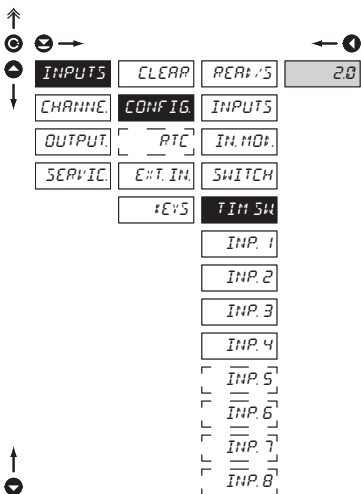 INPUTS CLEAR READ/S 2.0
CHANNE. CONFIG. INPUTS
OUTPUT. RTC IN. MOD.
SERVIC. EXT. IN. SWITCH
KEYS TIM SW.
INP. 1
INP. 2
INP. 3
INP. 4
INP. 5
INP. 6
INP. 7
INP. 8